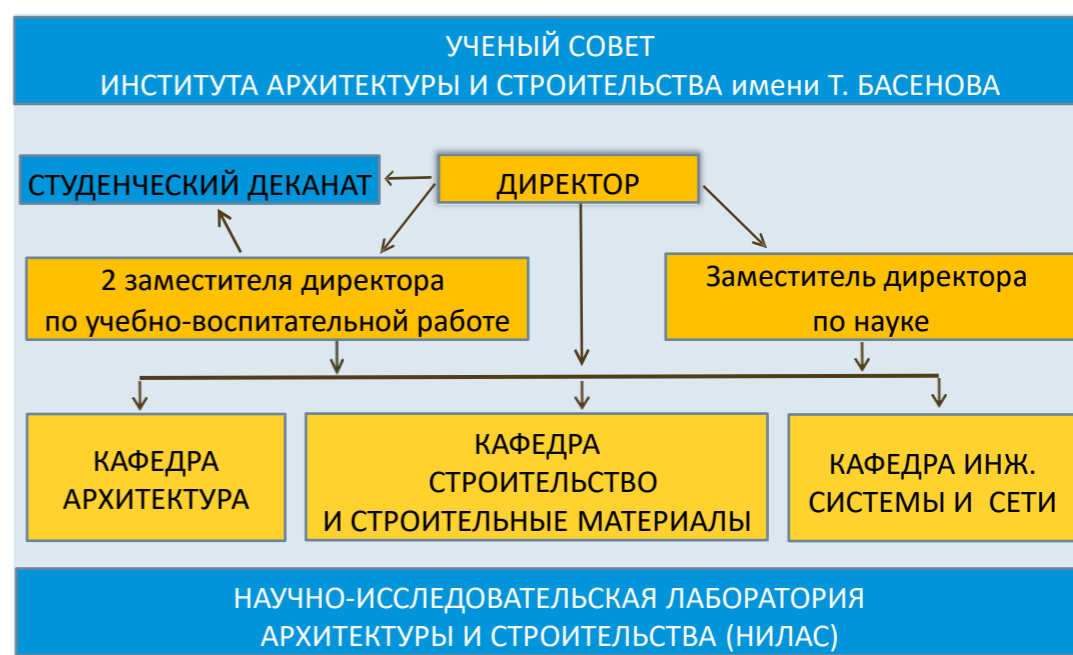 УЧЕНЫЙ СОВЕТ
ИНСТИТУТА АРХИТЕКТУРЫ И СТРОИТЕЛЬСТВА имени Т. БАСЕНОВА
СТУДЕНЧЕСКИЙ ДЕКАНАТ
ДИРЕКТОР
2 заместителя директора
по учебно-воспитательной работе
Заместитель директора
по науке
КАФЕДРА
АРХИТЕКТУРА
КАФЕДРА
СТРОИТЕЛЬСТВО
И СТРОИТЕЛЬНЫЕ МАТЕРИАЛЫ
КАФЕДРА ИНЖ.
СИСТЕМЫ И СЕТИ
НАУЧНО-ИССЛЕДОВАТЕЛЬСКАЯ ЛАБОРАТОРИЯ
АРХИТЕКТУРЫ И СТРОИТЕЛЬСТВА (НИЛАС)